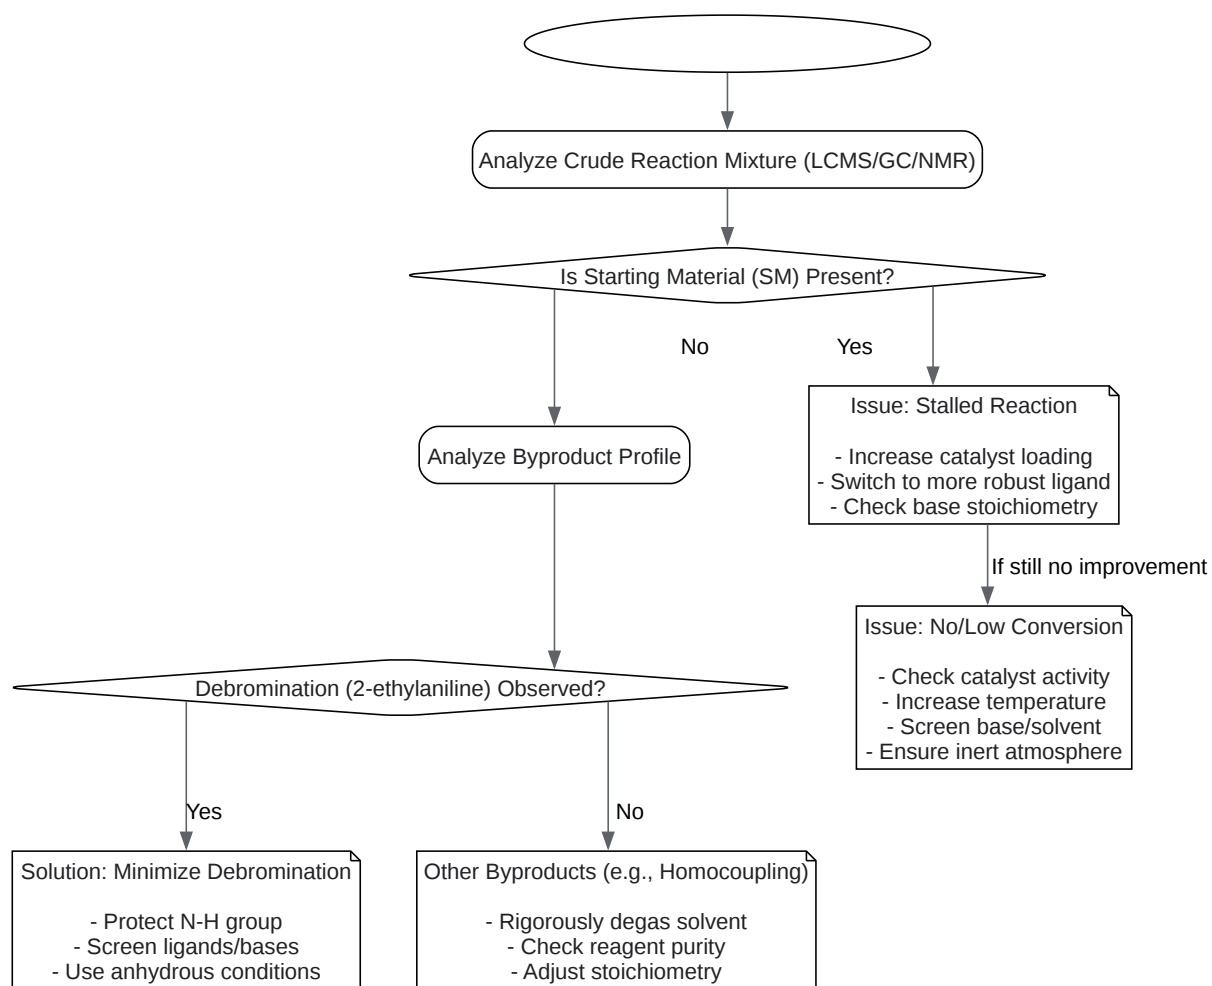 Analyze Crude Reaction Mixture (LCMS/GC/NMR)
Is Starting Material (SM) Present?
No
Yes
Issue: Stalled Reaction
- Increase catalyst loading
- Switch to more robust ligand
- Check base stoichiometry
Analyze Byproduct Profile
If still no improvement
Issue: No/Low Conversion
- Check catalyst activity
- Increase temperature
- Screen base/solvent
- Ensure inert atmosphere
Debromination (2-ethylaniline) Observed?
Yes
No
Solution: Minimize Debromination
- Protect N-H group
- Screen ligands/bases
- Use anhydrous conditions
Other Byproducts (e.g., Homocoupling)
- Rigorously degas solvent
- Check reagent purity
- Adjust stoichiometry